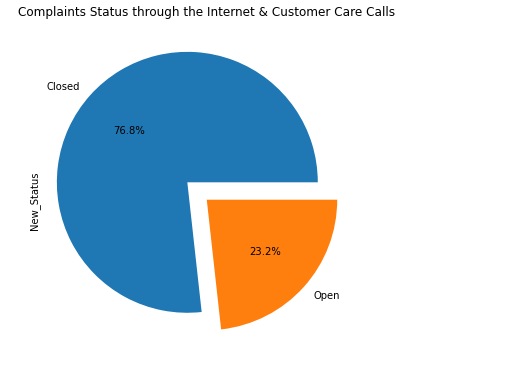 Complaints Status through the Internet & Customer Care Calls
Closed
76.8%
New_Status
23.2%
Open